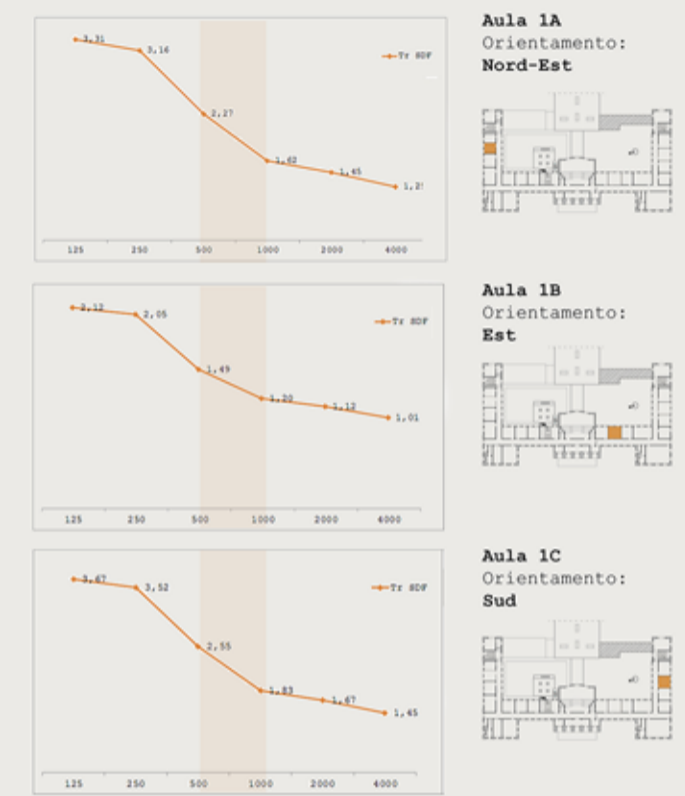 Aula 1A
Orientamento:
Nord-Est
3,31
3,16
2,27
1,62
1,45
Tr SDF
125 250 500 1000 2000 4000
Aula 1B
Orientamento:
Est
2,12
2,05
1,49
1,20
1,12
1,01
Tr SDF
125 250 500 1000 2000 4000
Aula 1C
Orientamento:
Sud
3,67
3,52
2,55
1,83
1,67
1,45
Tr SDF
125 250 500 1000 2000 4000